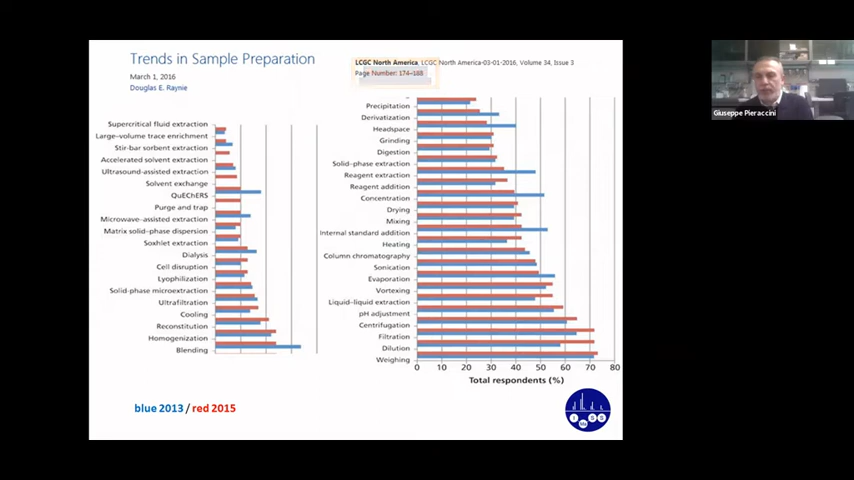 Trends in Sample Preparation
March 1, 2016
Douglas E. Raynie
LCGC North America, LCGC North America-03-01-2016, Volume 34, Issue 3
Page Number: 174–188
Supercritical fluid extraction
Large–volume trace enrichment
Stir-bar sorbent extraction
Accelerated solvent extraction
Ultrasound-assisted extraction
Solvent exchange
QuEChERS
Purge and trap
Microwave–assisted extraction
Matrix solid–phase dispersion
Soxhlet extraction
Dialysis
Cell disruption
Lyophilization
Solid–phase microextraction
Ultrafiltration
Cooling
Reconstitution
Homogenization
Blending
Precipitation
Derivatization
Headspace
Grinding
Digestion
Solid–phase extraction
Reagent extraction
Reagent addition
Concentration
Drying
Mixing
Internal standard addition
Heating
Column chromatography
Sonication
Evaporation
Vortexing
Liquid–liquid extraction
pH adjustment
Centrifugation
Filtration
Dilution
Weighing
0 10 20 30 40 50 60 70 80
Total respondents (%)
blue 2013 / red 2015
Giuseppe Pieraccini